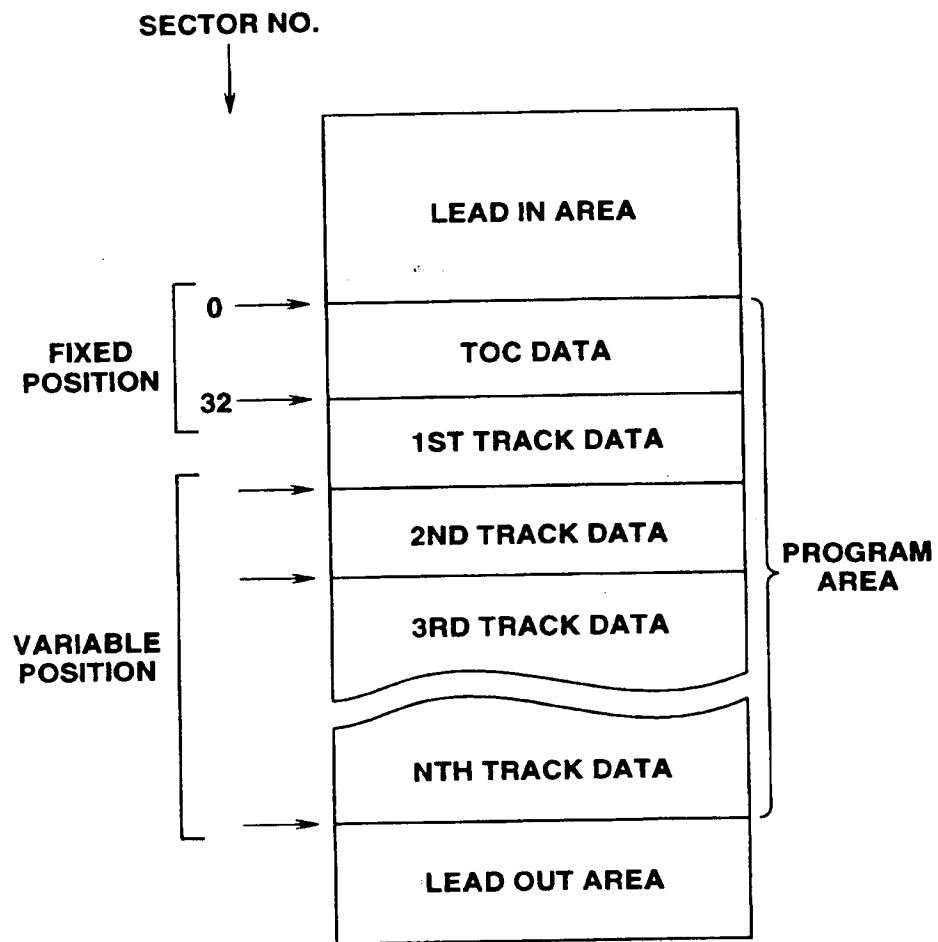 SECTOR NO.
LEAD IN AREA
0
FIXED
POSITION
TOC DATA
32
1ST TRACK DATA
2ND TRACK DATA
PROGRAM
AREA
3RD TRACK DATA
VARIABLE
POSITION
NTH TRACK DATA
LEAD OUT AREA